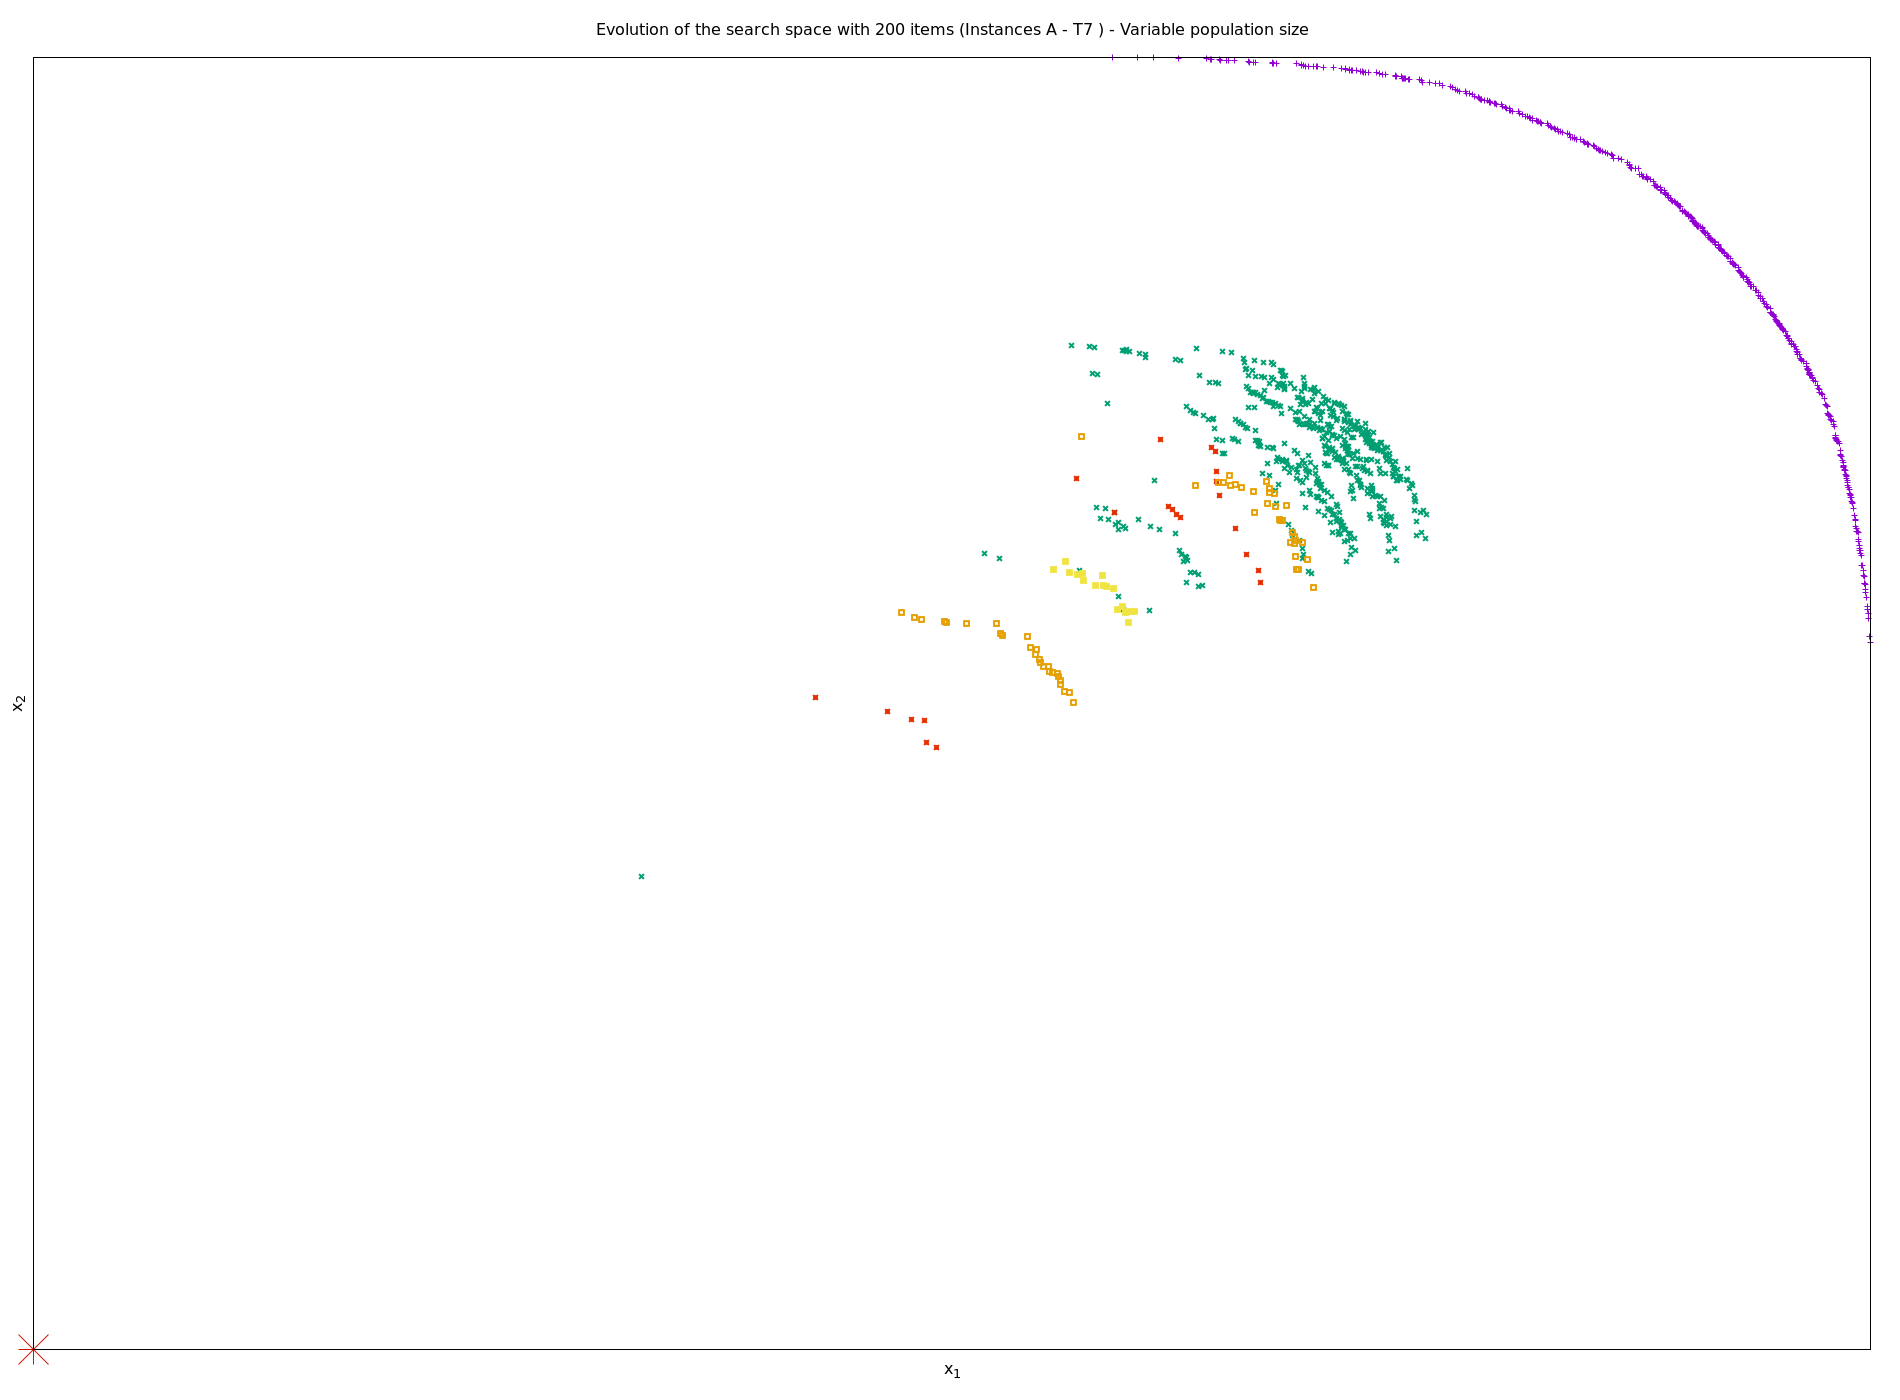 Evolution of the search space with 200 items (Instances A - T7 ) - Variable population size
x₂
x₁